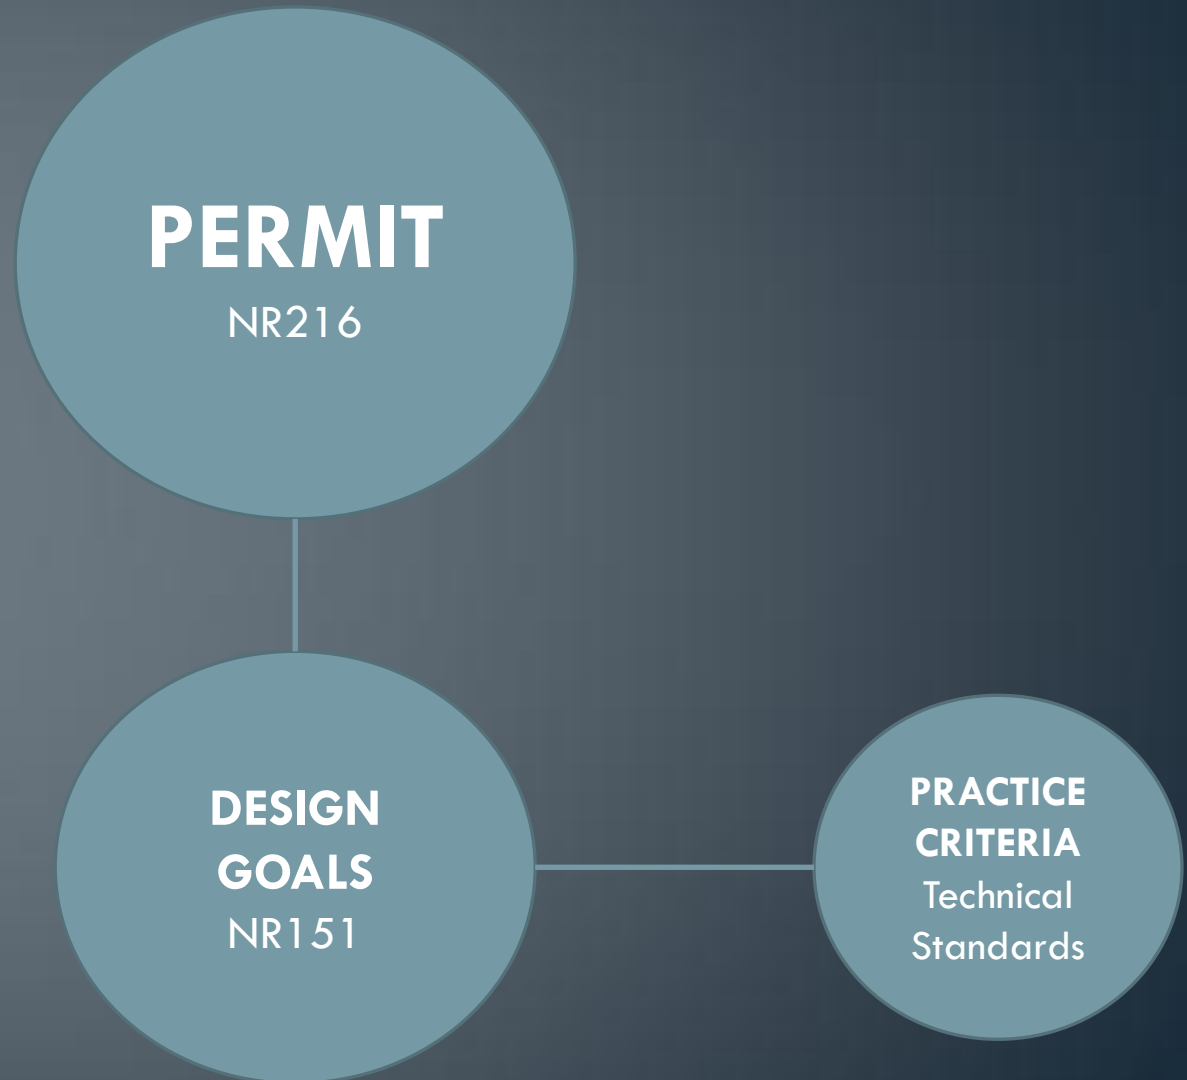 PERMIT
NR216
DESIGN
GOALS
NR151
PRACTICE
CRITERIA
Technical
Standards